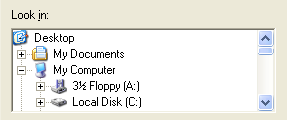 Look in:
Desktop
My Documents
My Computer
3½ Floppy (A:)
Local Disk (C:)